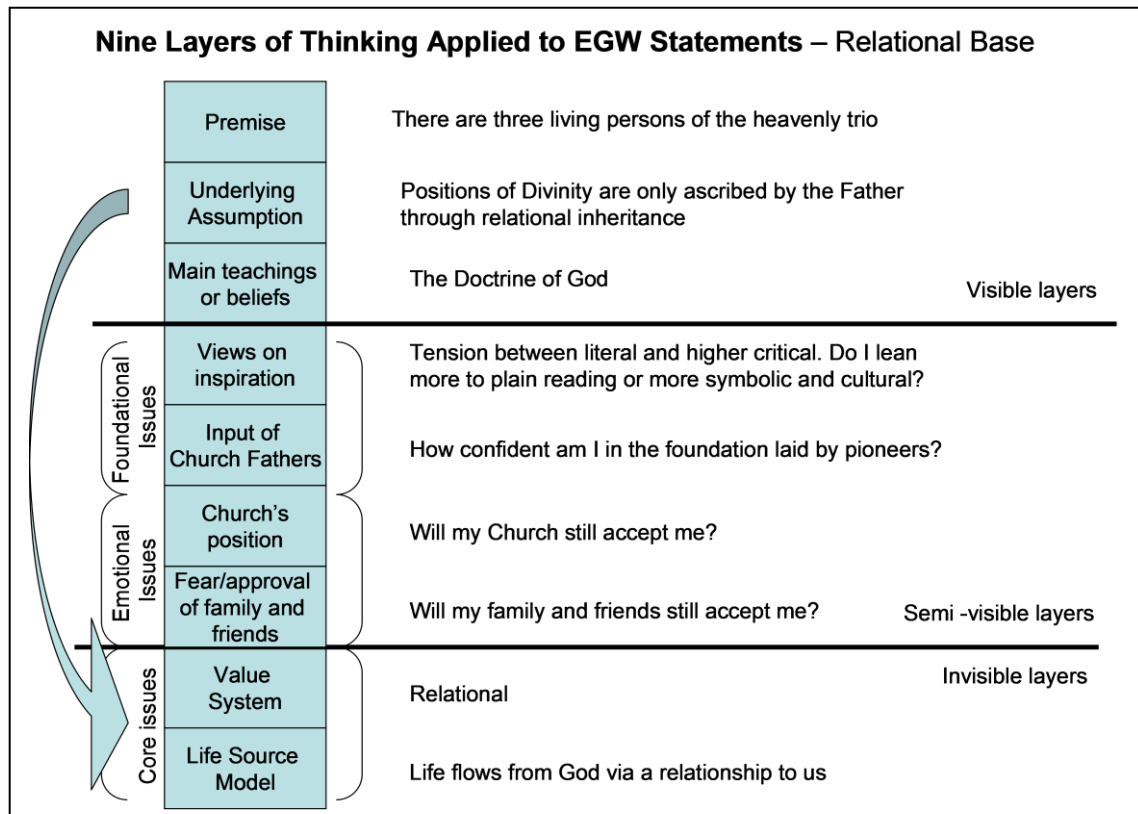 Nine Layers of Thinking Applied to EGW Statements – Relational Base
Premise
There are three living persons of the heavenly trio
Underlying
Assumption
Positions of Divinity are only ascribed by the Father
through relational inheritance
Main teachings
or beliefs
The Doctrine of God
Visible layers
Foundational
Issues
Views on
inspiration
Tension between literal and higher critical. Do I lean
more to plain reading or more symbolic and cultural?
Input of
Church Fathers
How confident am I in the foundation laid by pioneers?
Emotional
Issues
Church's
position
Will my Church still accept me?
Fear/approval
of family and
friends
Will my family and friends still accept me?
Semi -visible layers
Core issues
Value
System
Relational
Invisible layers
Life Source
Model
Life flows from God via a relationship to us